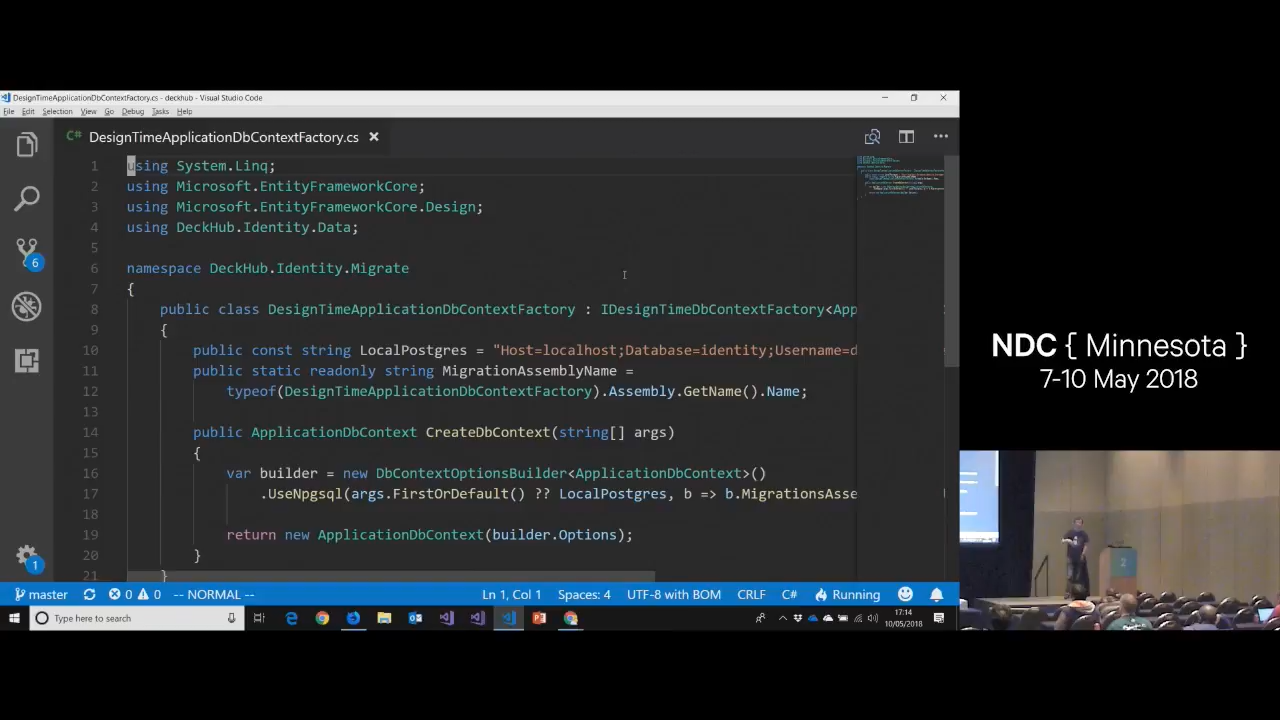 DesignTimeApplicationDbContextFactory.cs - deckhub - Visual Studio Code
File Edit Selection View Go Debug Tasks Help
C# DesignTimeApplicationDbContextFactory.cs
1 using System.Linq;
2 using Microsoft.EntityFrameworkCore;
3 using Microsoft.EntityFrameworkCore.Design;
4 using DeckHub.Identity.Data;
5
6 namespace DeckHub.Identity.Migrate
7 {
8 public class DesignTimeApplicationDbContextFactory : IDesignTimeDbContextFactory<App
9 {
10 public const string LocalPostgres = "Host=localhost;Database=identity;Username=d
11 public static readonly string MigrationAssemblyName =
12 typeof(DesignTimeApplicationDbContextFactory).Assembly.GetName().Name;
13
14 public ApplicationDbContext CreateDbContext(string[] args)
15 {
16 var builder = new DbContextOptionsBuilder<ApplicationDbContext>()
17 .UseNpgsql(args.FirstOrDefault() ?? LocalPostgres, b => b.MigrationsAsse
18
19 return new ApplicationDbContext(builder.Options);
20 }
21 }
6
1
master 0 0 -- NORMAL -- Ln 1, Col 1 Spaces: 4 UTF-8 with BOM CRLF C# Running
Type here to search
17:14
10/05/2018
NDC { Minnesota }
7-10 May 2018
2